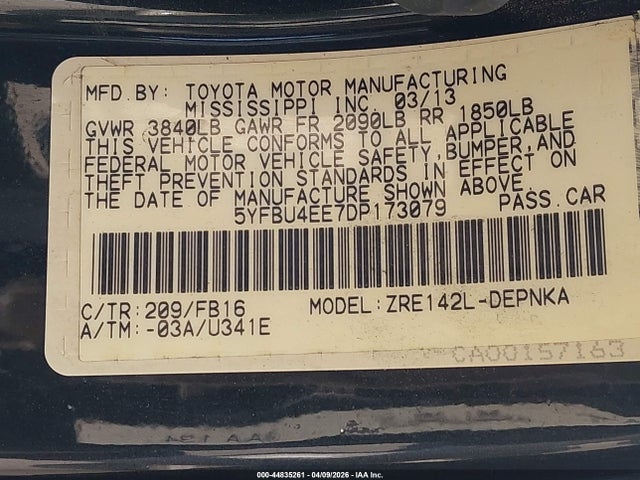 MFD.BY: TOYOTA MOTOR MANUFACTURING
MISSISSIPPI INC. 03/13
GVWR 3840LB GAWR FR 2090LB RR 1850LB
THIS VEHICLE CONFORMS TO ALL APPLICABLE
FEDERAL MOTOR VEHICLE SAFETY,BUMPER,AND
THEFT PREVENTION STANDARDS IN EFFECT ON
THE DATE OF MANUFACTURE SHOWN ABOVE.
5YFBU4EE7DP173079 PASS.CAR
C/TR:209/FB16 MODEL:ZRE142L-DEPNKA
A/TM:-03A/U341E
CA00157163
000-44835261 - 04/09/2026 - IAA Inc.